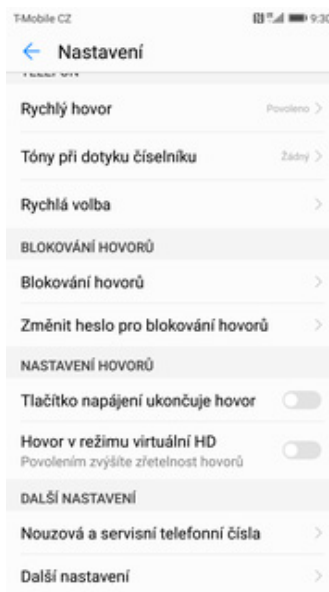 T-Mobile CZ 9:30
Nastavení
TELEFON
Rychlý hovor Povoleno
Tóny při dotyku číselníku Žádný
Rychlá volba
BLOKOVÁNÍ HOVORŮ
Blokování hovorů
Změnit heslo pro blokování hovorů
NASTAVENÍ HOVORŮ
Tlačítko napájení ukončuje hovor
Hovor v režimu virtuální HD
Povolením zvýšíte zřetelnost hovorů
DALŠÍ NASTAVENÍ
Nouzová a servisní telefonní čísla
Další nastavení